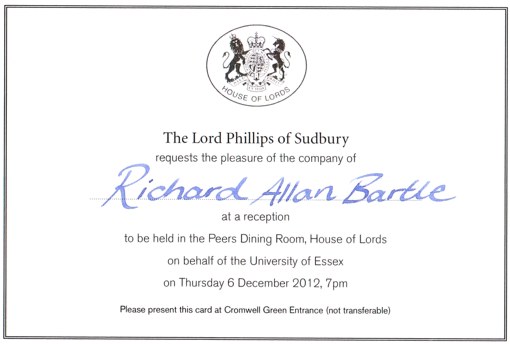 HOUSE OF LORDS
The Lord Phillips of Sudbury
requests the pleasure of the company of
Richard Allan Bartle
at a reception
to be held in the Peers Dining Room, House of Lords
on behalf of the University of Essex
on Thursday 6 December 2012, 7pm
Please present this card at Cromwell Green Entrance (not transferable)